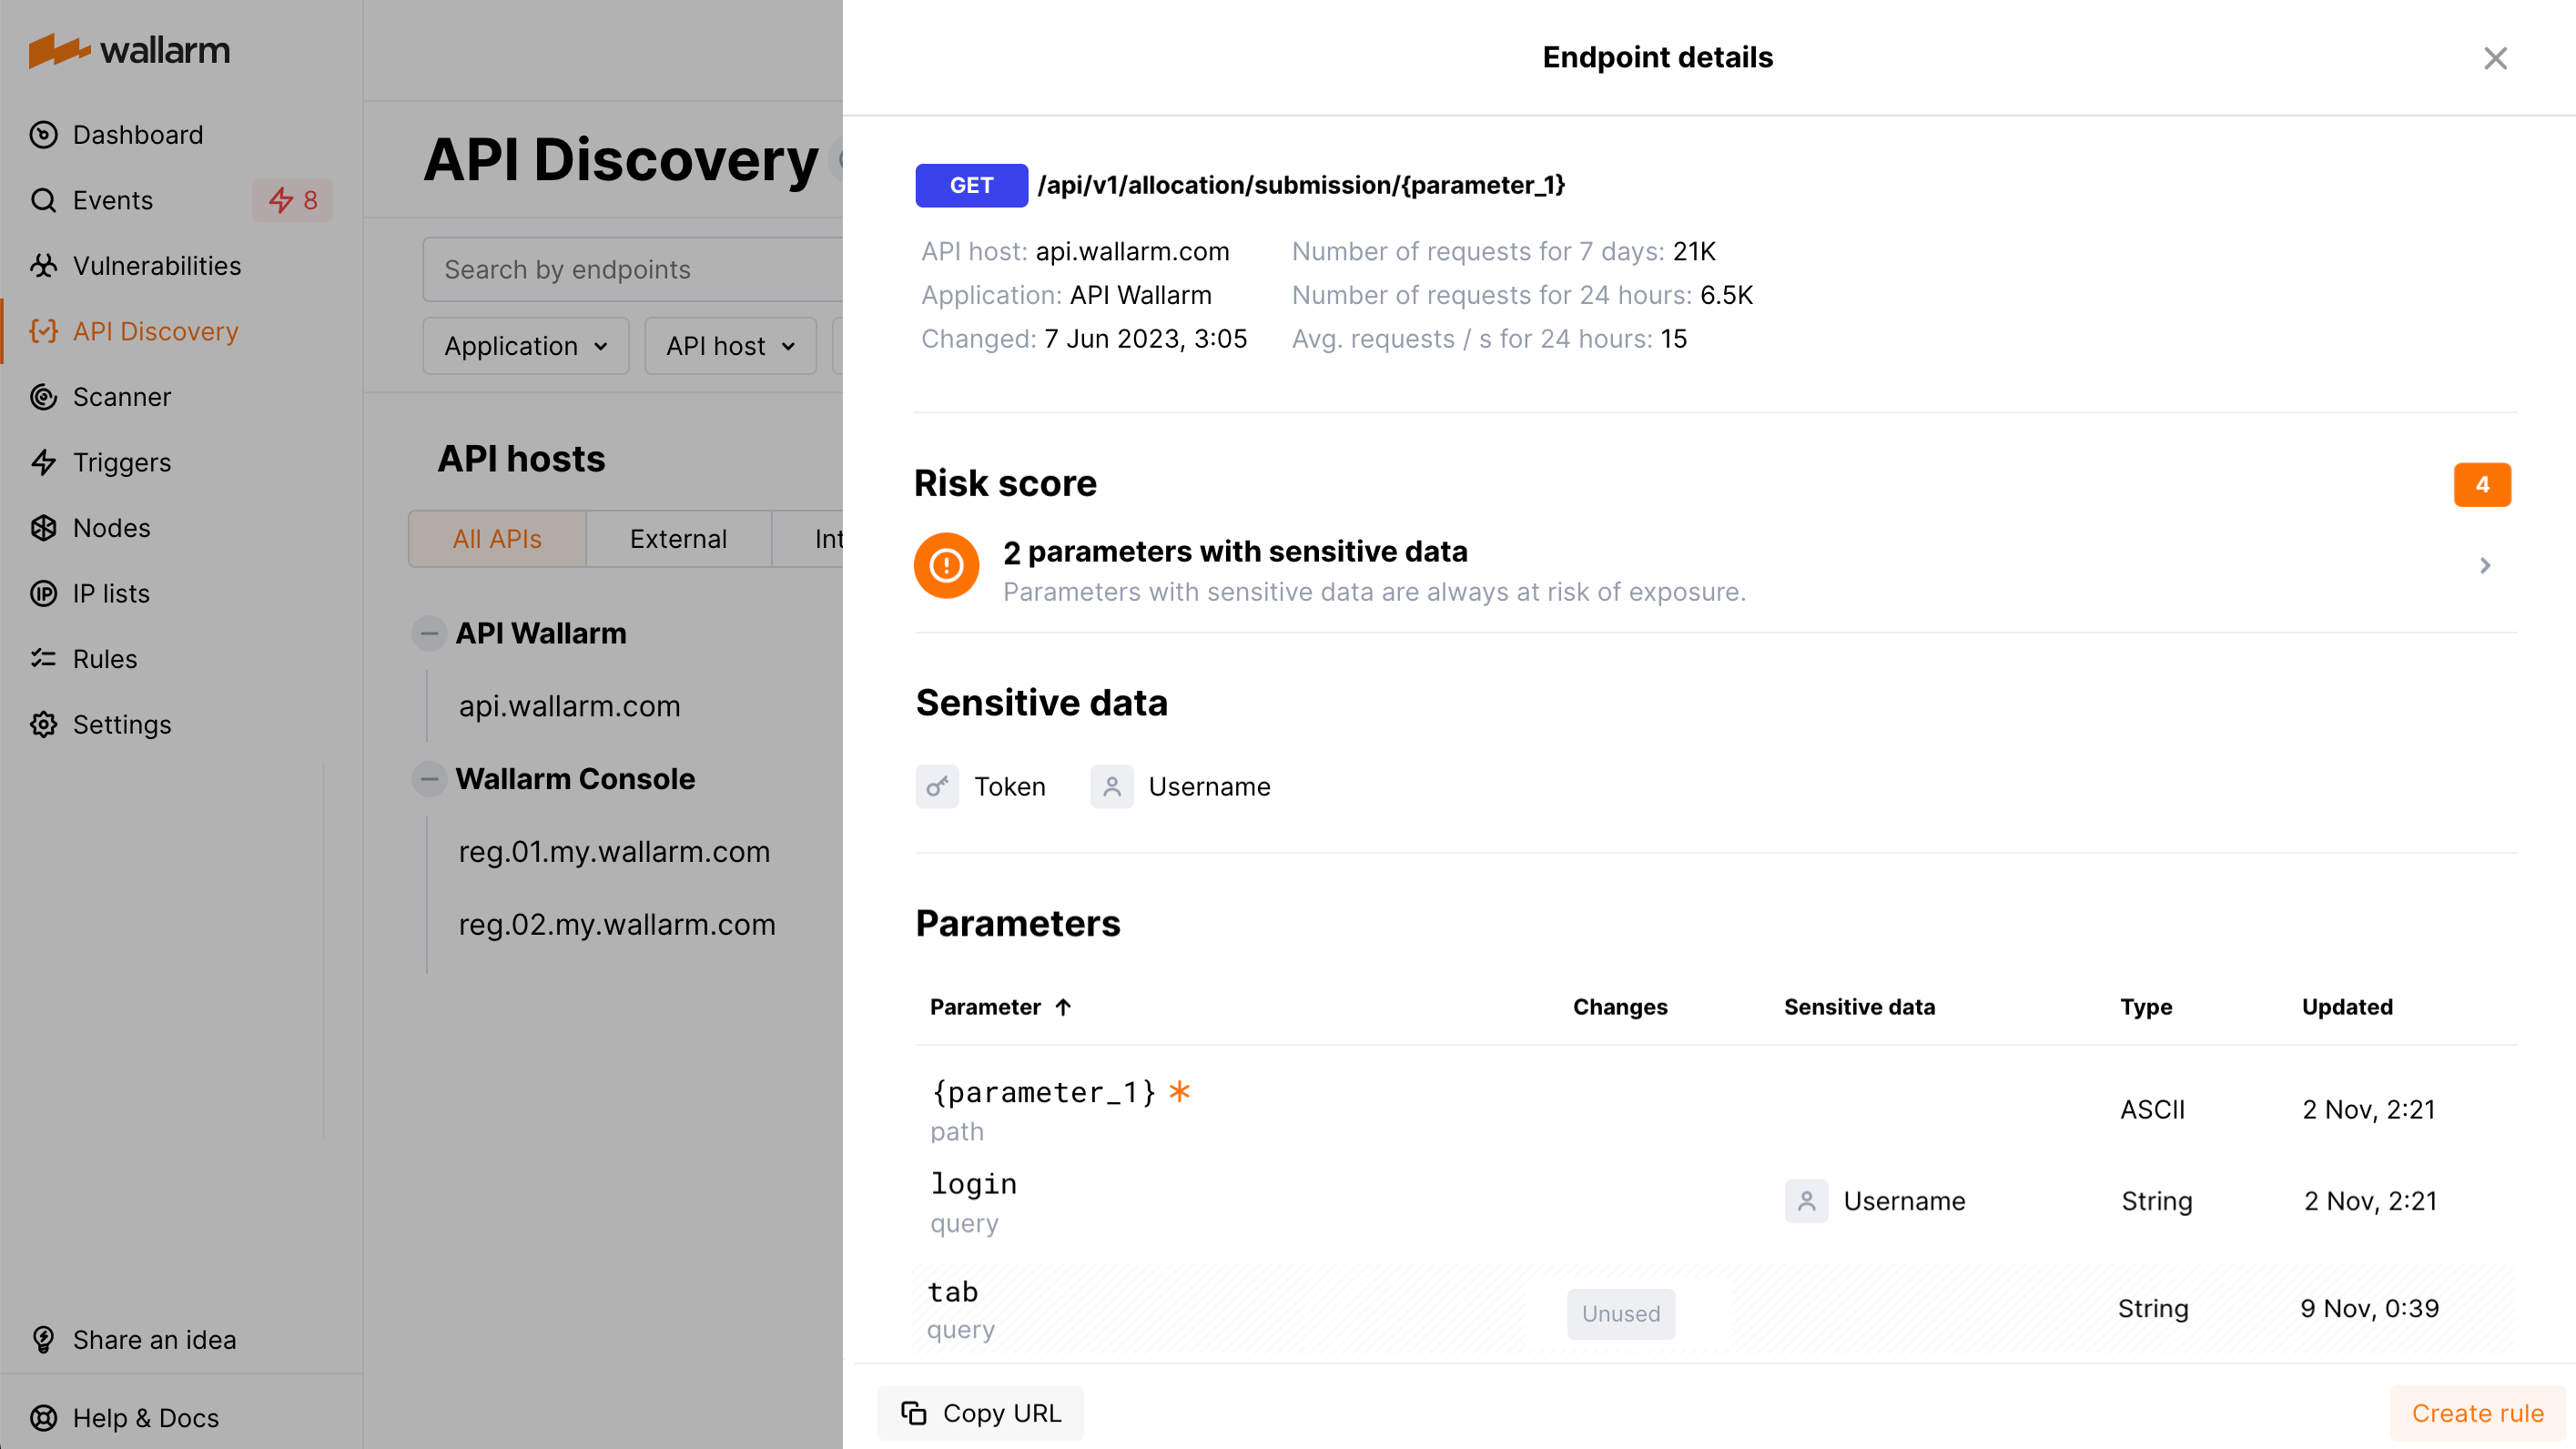 wallarm
Dashboard
Events 8
Vulnerabilities
API Discovery
Scanner
Triggers
Nodes
IP lists
Rules
Settings
Share an idea
Help & Docs
API Discovery
Search by endpoints
Application API host
API hosts
All APIs External Int
API Wallarm
api.wallarm.com
Wallarm Console
reg.01.my.wallarm.com
reg.02.my.wallarm.com
Endpoint details
GET /api/v1/allocation/submission/{parameter_1}
API host: api.wallarm.com Number of requests for 7 days: 21K
Application: API Wallarm Number of requests for 24 hours: 6.5K
Changed: 7 Jun 2023, 3:05 Avg. requests / s for 24 hours: 15
Risk score 4
2 parameters with sensitive data
Parameters with sensitive data are always at risk of exposure.
Sensitive data
Token Username
Parameters
Parameter Changes Sensitive data Type Updated
{parameter_1} * ASCII 2 Nov, 2:21
path
login Username String 2 Nov, 2:21
query
tab Unused String 9 Nov, 0:39
query
Copy URL Create rule